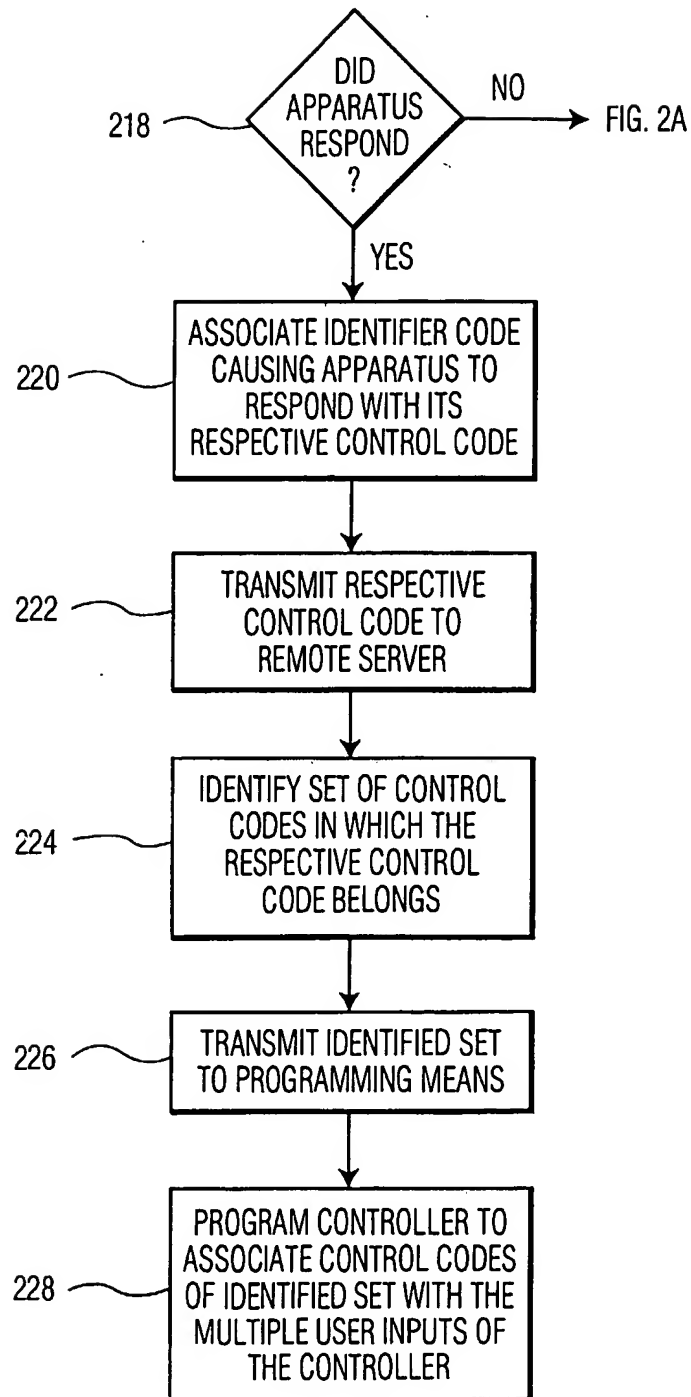 DID
APPARATUS
RESPOND
?
218
NO
FIG. 2A
YES
220
ASSOCIATE IDENTIFIER CODE
CAUSING APPARATUS TO
RESPOND WITH ITS
RESPECTIVE CONTROL CODE
222
TRANSMIT RESPECTIVE
CONTROL CODE TO
REMOTE SERVER
224
IDENTIFY SET OF CONTROL
CODES IN WHICH THE
RESPECTIVE CONTROL
CODE BELONGS
226
TRANSMIT IDENTIFIED SET
TO PROGRAMMING MEANS
228
PROGRAM CONTROLLER TO
ASSOCIATE CONTROL CODES
OF IDENTIFIED SET WITH THE
MULTIPLE USER INPUTS OF
THE CONTROLLER